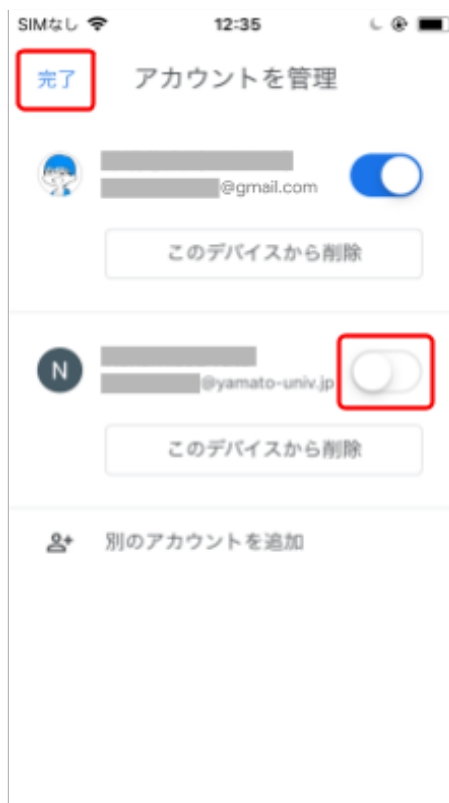 SIMなし 12:35
完了 アカウントを管理
@gmail.com
このデバイスから削除
N
@yamato-univ.jp
このデバイスから削除
別のアカウントを追加